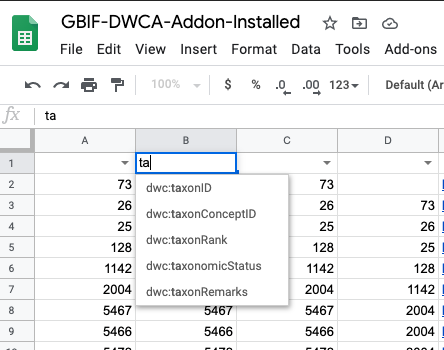 GBIF-DWCA-Addon-Installed
File Edit View Insert Format Data Tools Add-ons
100% $ % .0 .00 123 Default (Ar
fx ta
A B C D
1 ta
dwc:taxonID
dwc:taxonConceptID
dwc:taxonRank
dwc:taxonomicStatus
dwc:taxonRemarks
2 73 73
3 26 26 73
4 25 25 26
5 128 128 25
6 1142 1142 128
7 2004 2004 1142
8 5467 5467 5467 2004
9 5466 5466 5466 2004